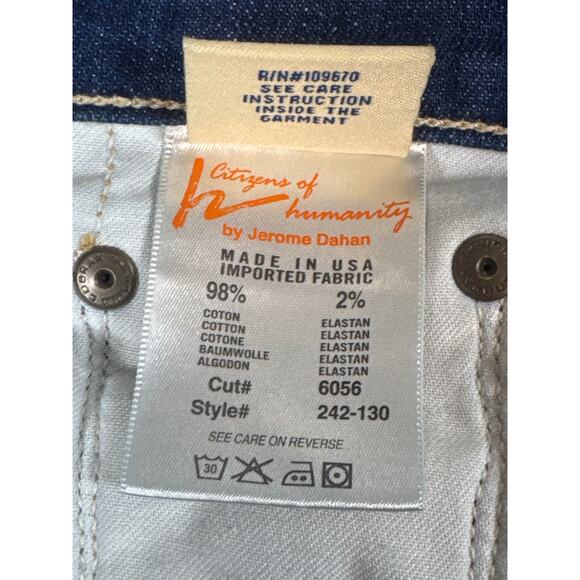 R/N#109670
SEE CARE
INSTRUCTION
INSIDE THE
GARMENT
Citizens of
humanity
by Jerome Dahan
MADE IN USA
IMPORTED FABRIC
98% 2%
COTON ELASTAN
COTTON ELASTAN
COTONE ELASTAN
BAUMWOLLE ELASTAN
ALGODON ELASTAN
Cut# 6056
Style# 242-130
SEE CARE ON REVERSE
30